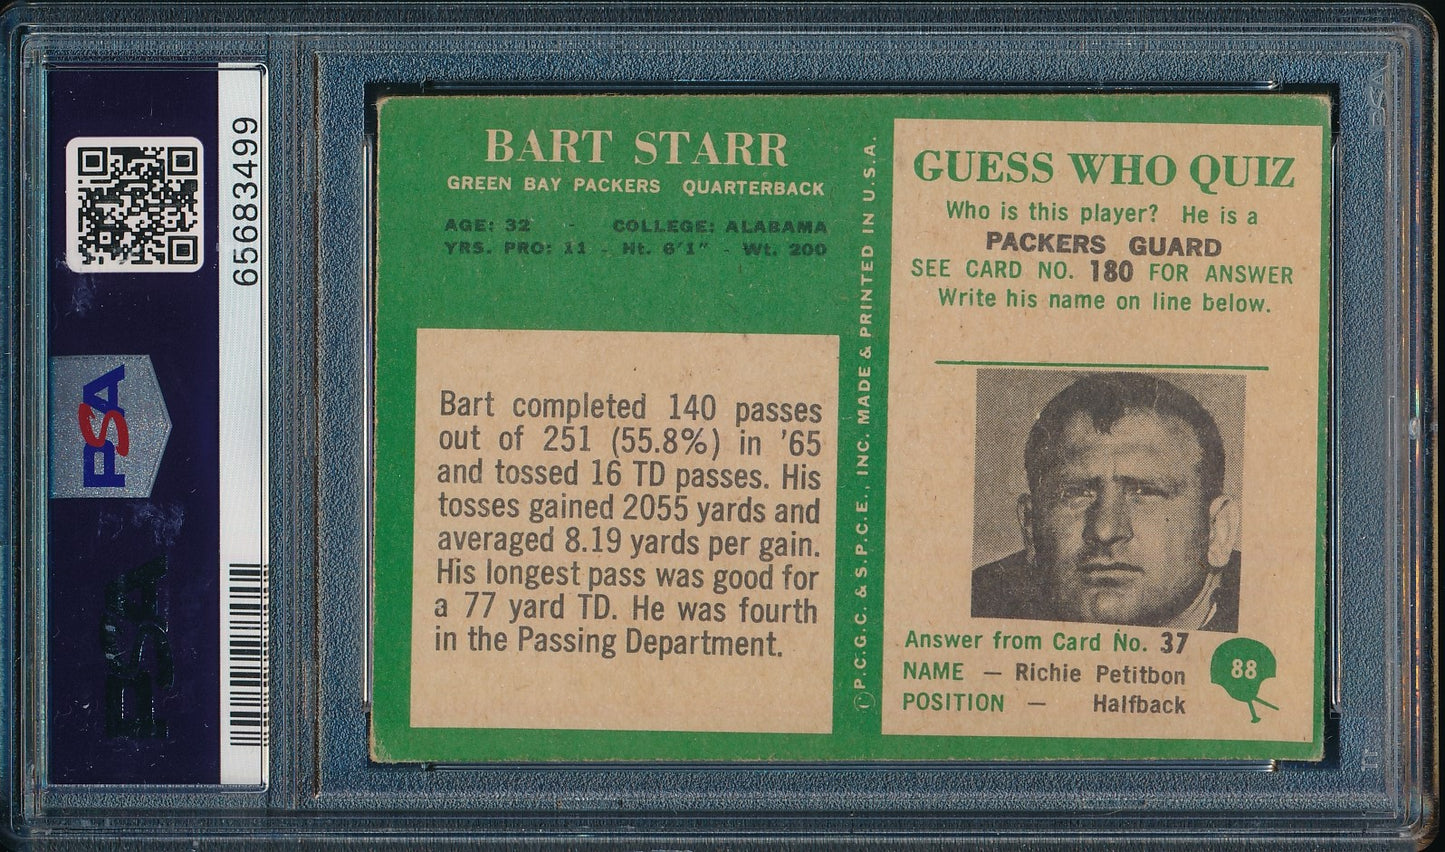 65683499
PSA
PSA
BART STARR
GREEN BAY PACKERS QUARTERBACK
AGE: 32 - COLLEGE: ALABAMA
YRS. PRO: 11 - Ht. 6'1" - Wt. 200
Bart completed 140 passes
out of 251 (55.8%) in '65
and tossed 16 TD passes. His
tosses gained 2055 yards and
averaged 8.19 yards per gain.
His longest pass was good for
a 77 yard TD. He was fourth
in the Passing Department.
P.C.G.C. & S.P.C.E., INC. MADE & PRINTED IN U.S.A.
GUESS WHO QUIZ
Who is this player? He is a
PACKERS GUARD
SEE CARD NO. 180 FOR ANSWER
Write his name on line below.
Answer from Card No. 37
NAME — Richie Petitbon
POSITION — Halfback
88